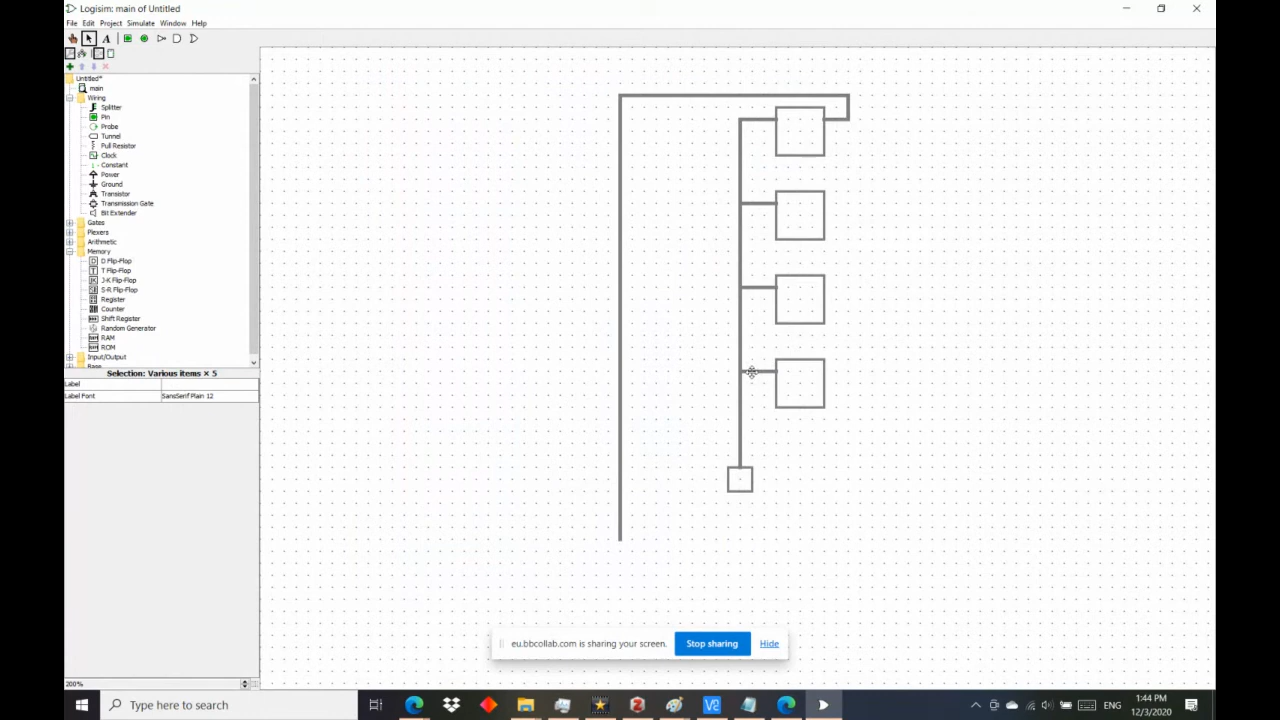 Logisim: main of Untitled
File Edit Project Simulate Window Help
A
Untitled*
main
Wiring
Splitter
Pin
Probe
Tunnel
Pull Resistor
Clock
Constant
Power
Ground
Transistor
Transmission Gate
Bit Extender
Gates
Plexers
Arithmetic
Memory
D Flip-Flop
T Flip-Flop
J-K Flip-Flop
S-R Flip-Flop
Register
Counter
Shift Register
Random Generator
RAM
ROM
Input/Output
Base
Selection: Various items × 5
Label
Label Font SansSerif Plain 12
eu.bbcollab.com is sharing your screen. Stop sharing Hide
200%
Type here to search
ENG
1:44 PM
12/3/2020